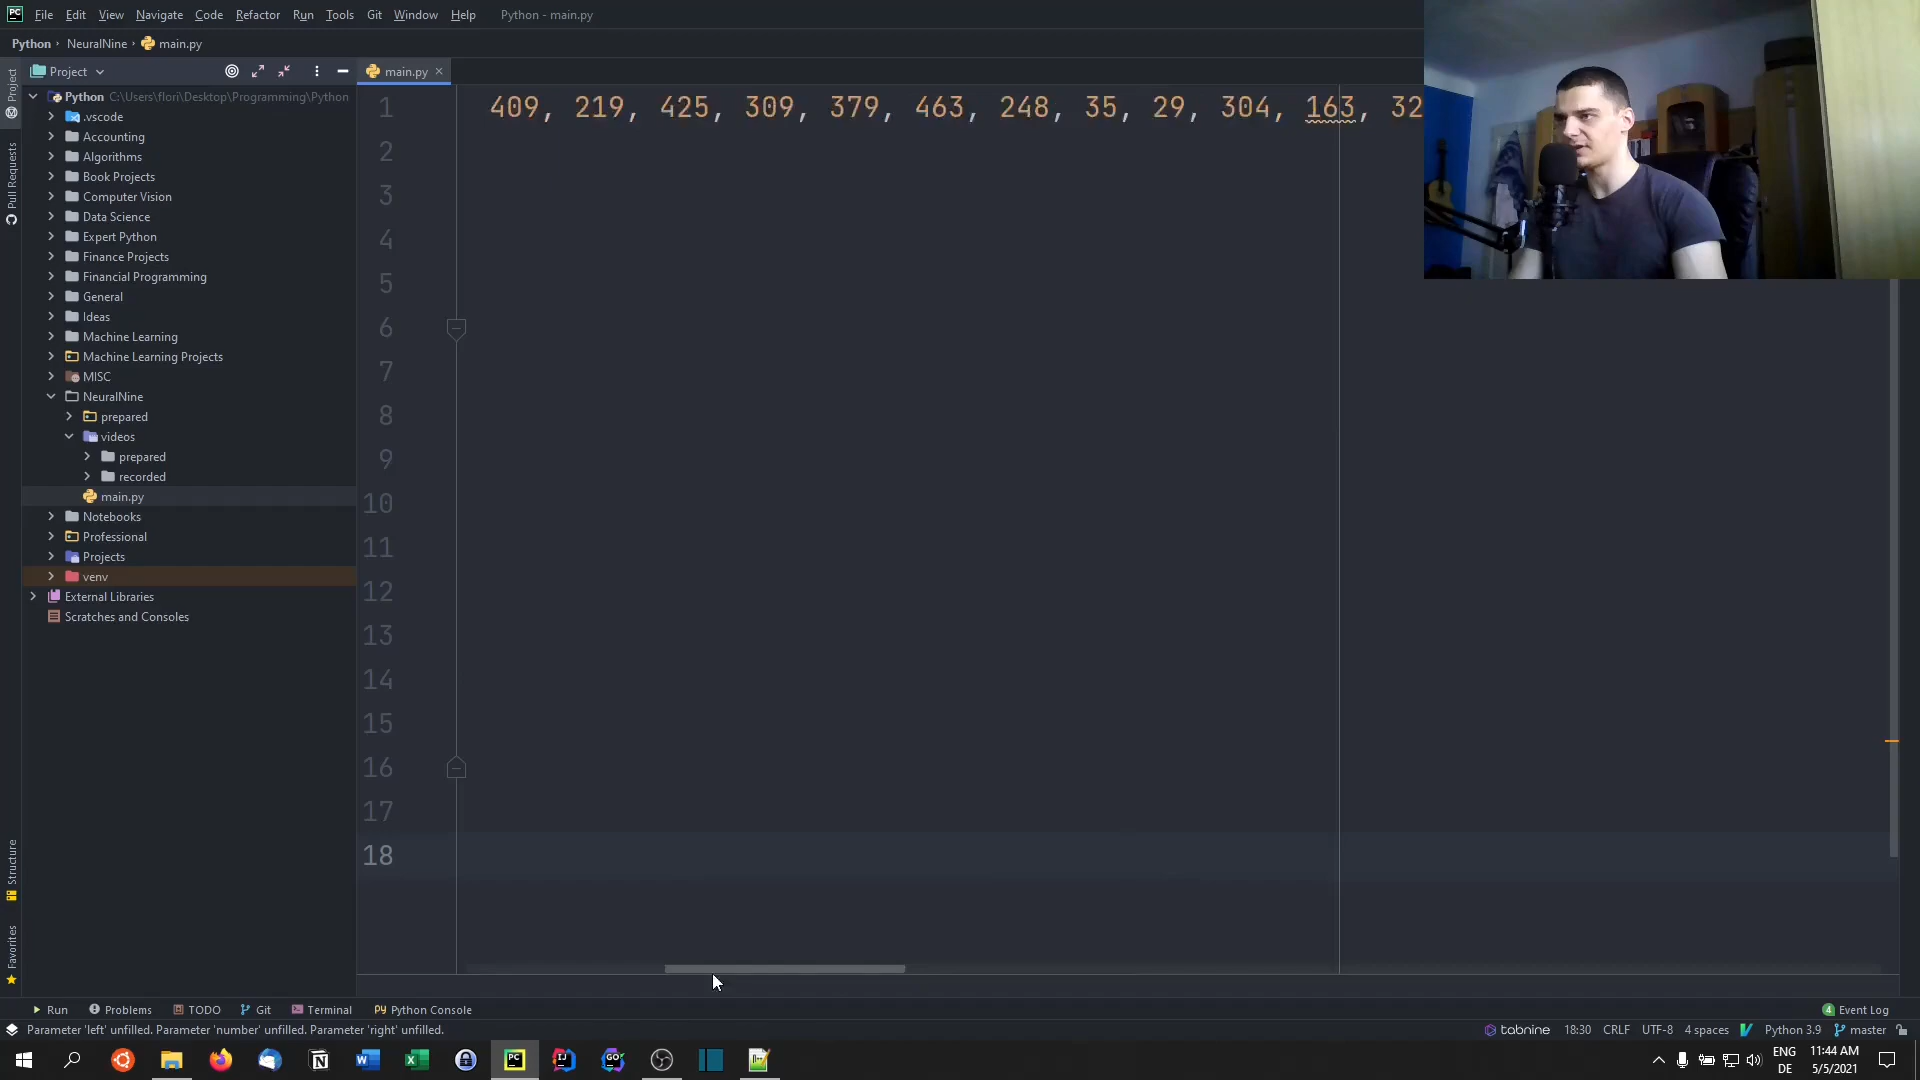 PC File Edit View Navigate Code Refactor Run Tools Git Window Help Python - main.py
Python NeuralNine main.py
Project
main.py
Python C:\Users\flori\Desktop\Programming\Python
.vscode
Accounting
Algorithms
Book Projects
Computer Vision
Data Science
Expert Python
Finance Projects
Financial Programming
General
Ideas
Machine Learning
Machine Learning Projects
MISC
NeuralNine
prepared
videos
prepared
recorded
main.py
Notebooks
Professional
Projects
venv
External Libraries
Scratches and Consoles
Project
Pull Requests
Structure
Favorites
1 409, 219, 425, 309, 379, 463, 248, 35, 29, 304, 163, 32
2
3
4
5
6
7
8
9
10
11
12
13
14
15
16
17
18
Run Problems TODO Git Terminal Python Console 4 Event Log
Parameter 'left' unfilled. Parameter 'number' unfilled. Parameter 'right' unfilled. tabnine 18:30 CRLF UTF-8 4 spaces Python 3.9 master
ENG 11:44 AM
DE 5/5/2021